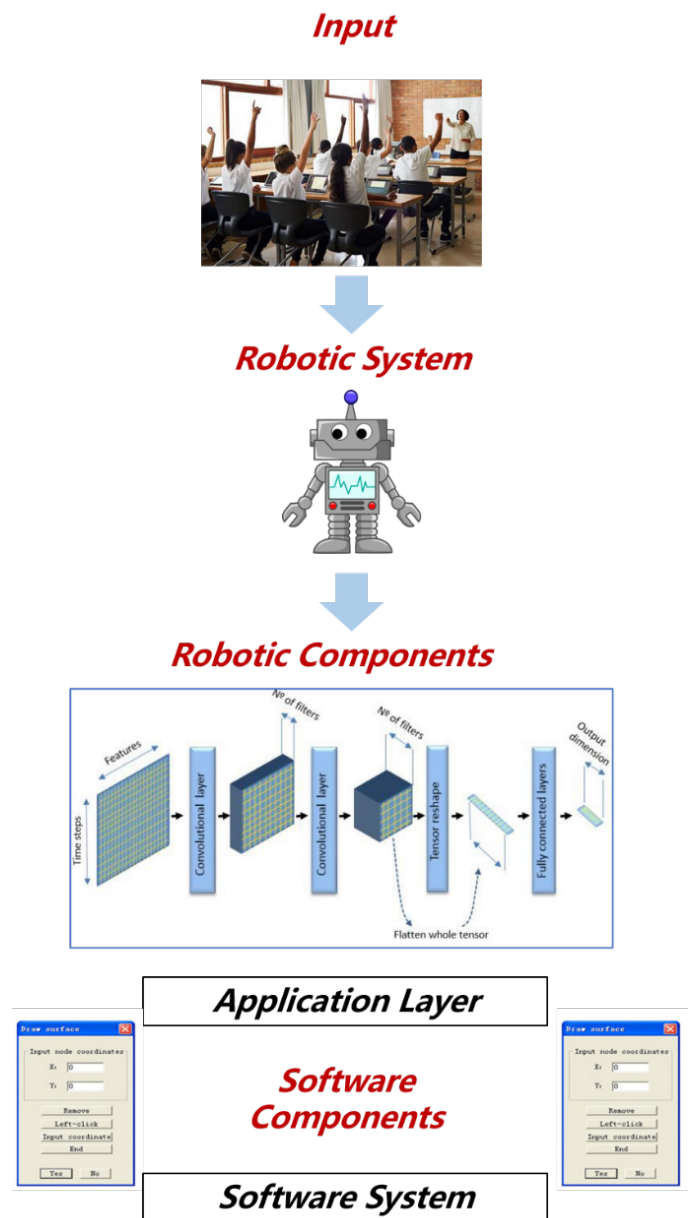 Input
Robotic System
Robotic Components
Features
Time steps
Convolutional layer
Nº of filters
Convolutional layer
Nº of filters
Tensor reshape
Fully connected layers
Output
dimension
Flatten whole tensor
Application Layer
Draw surface
Input node coordinates
X: 0
Y: 0
Remove
Left-click
Input coordinate
End
Yes No
Software
Components
Draw surface
Input node coordinates
X: 0
Y: 0
Remove
Left-click
Input coordinate
End
Yes No
Software System